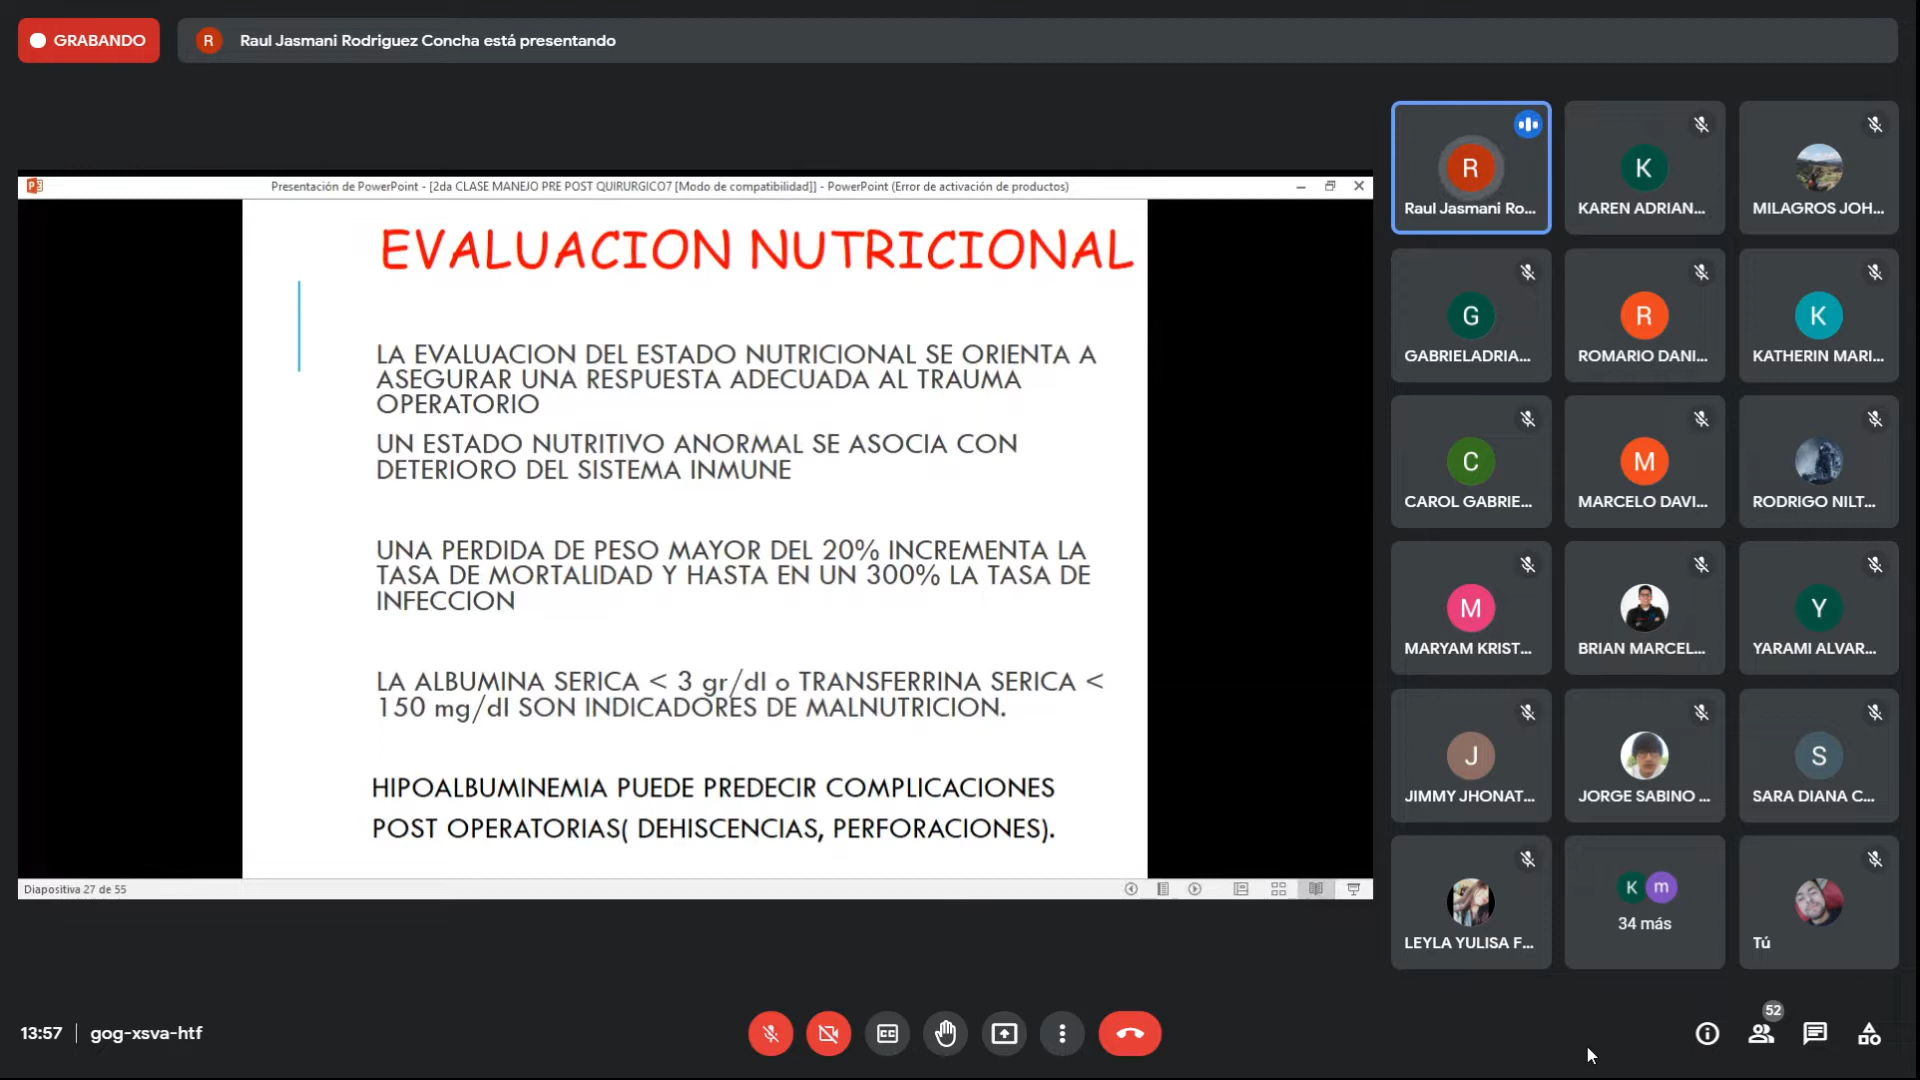 GRABANDO
R
Raul Jasmani Rodriguez Concha está presentando
Presentación de PowerPoint - [2da CLASE MANEJO PRE POST QUIRURGICO7 [Modo de compatibilidad]] - PowerPoint (Error de activación de productos)
EVALUACION NUTRICIONAL
LA EVALUACION DEL ESTADO NUTRICIONAL SE ORIENTA A
ASEGURAR UNA RESPUESTA ADECUADA AL TRAUMA
OPERATORIO
UN ESTADO NUTRITIVO ANORMAL SE ASOCIA CON
DETERIORO DEL SISTEMA INMUNE
UNA PERDIDA DE PESO MAYOR DEL 20% INCREMENTA LA
TASA DE MORTALIDAD Y HASTA EN UN 300% LA TASA DE
INFECCION
LA ALBUMINA SERICA < 3 gr/dl o TRANSFERRINA SERICA <
150 mg/dl SON INDICADORES DE MALNUTRICION.
HIPOALBUMINEMIA PUEDE PREDECIR COMPLICACIONES
POST OPERATORIAS( DEHISCENCIAS, PERFORACIONES).
Diapositiva 27 de 55
R
Raul Jasmani Ro...
K
KAREN ADRIAN...
MILAGROS JOH...
G
GABRIELADRIA...
R
ROMARIO DANI...
K
KATHERIN MARI...
C
CAROL GABRIE...
M
MARCELO DAVI...
RODRIGO NILT...
M
MARYAM KRIST...
BRIAN MARCEL...
Y
YARAMI ALVAR...
J
JIMMY JHONAT...
JORGE SABINO ...
S
SARA DIANA C...
LEYLA YULISA F...
K m
34 más
Tú
13:57 | gog-xsva-htf
CC
52